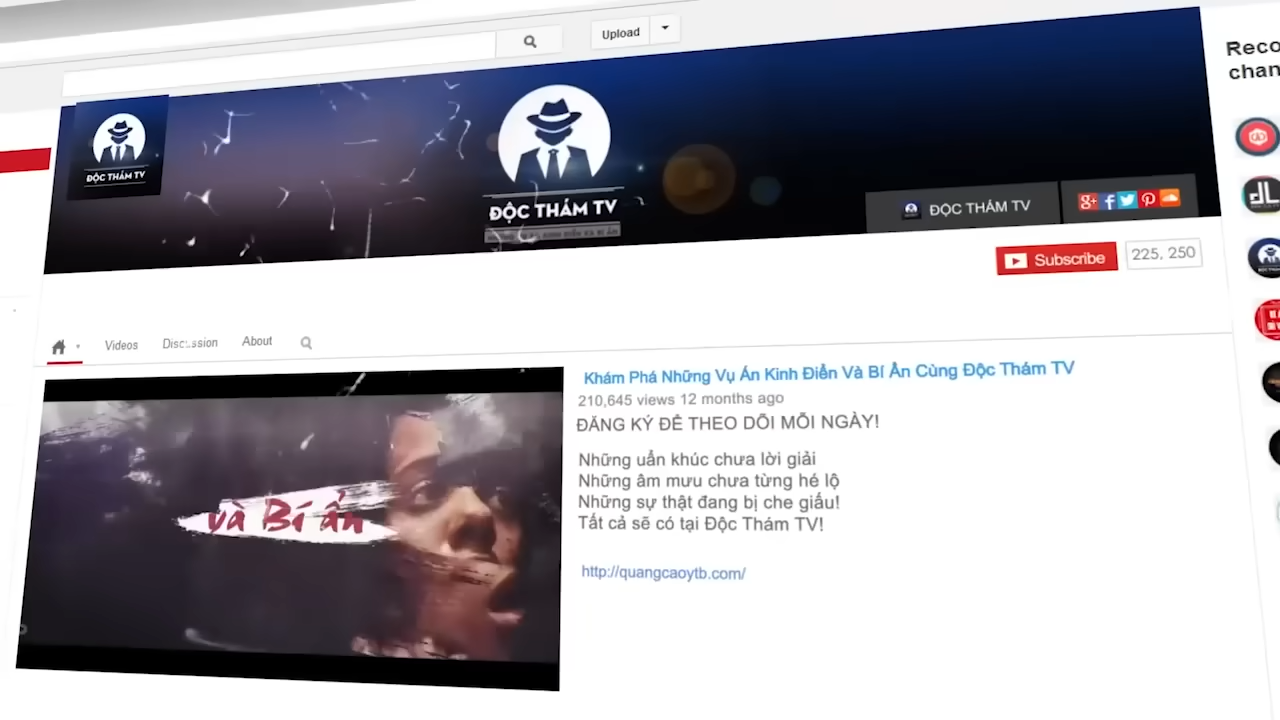 Upload
Reco
chan
ĐỘC THÁM TV
ĐỘC THÁM TV
ĐỘC THÁM TV
Subscribe
225, 250
Videos
Discussion
About
Khám Phá Những Vụ Án Kinh Điển Và Bí Ẩn Cùng Độc Thám TV
210,645 views 12 months ago
ĐĂNG KÝ ĐỂ THEO DÕI MỖI NGÀY!
Những uẩn khúc chưa lời giải
Những âm mưu chưa từng hé lộ
Những sự thật đang bị che giấu!
Tất cả sẽ có tại Độc Thám TV!
http://quangcaoytb.com/
và Bí ẩn